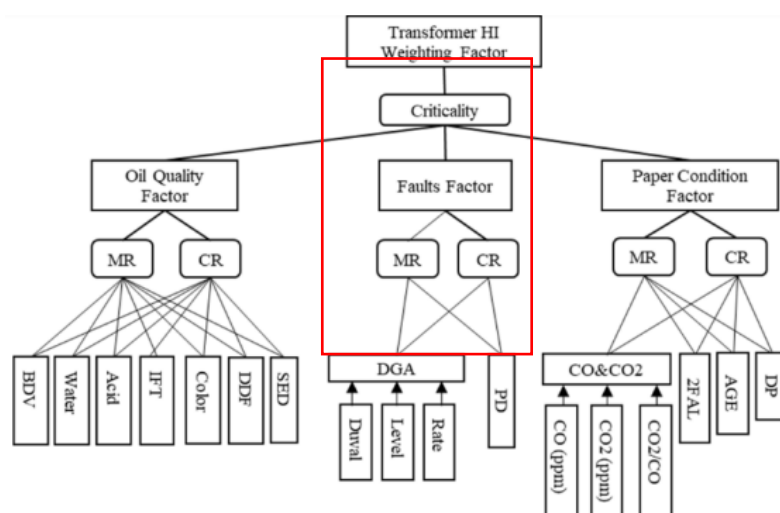 Transformer HI
Weighting Factor
Criticality
Oil Quality
Factor
Faults Factor
Paper Condition
Factor
MR
CR
MR
CR
MR
CR
BDV
Water
Acid
IFT
Color
DDF
SED
DGA
PD
CO&CO2
2FAL
AGE
DP
Duval
Level
Rate
CO (ppm)
CO2 (ppm)
CO2/CO